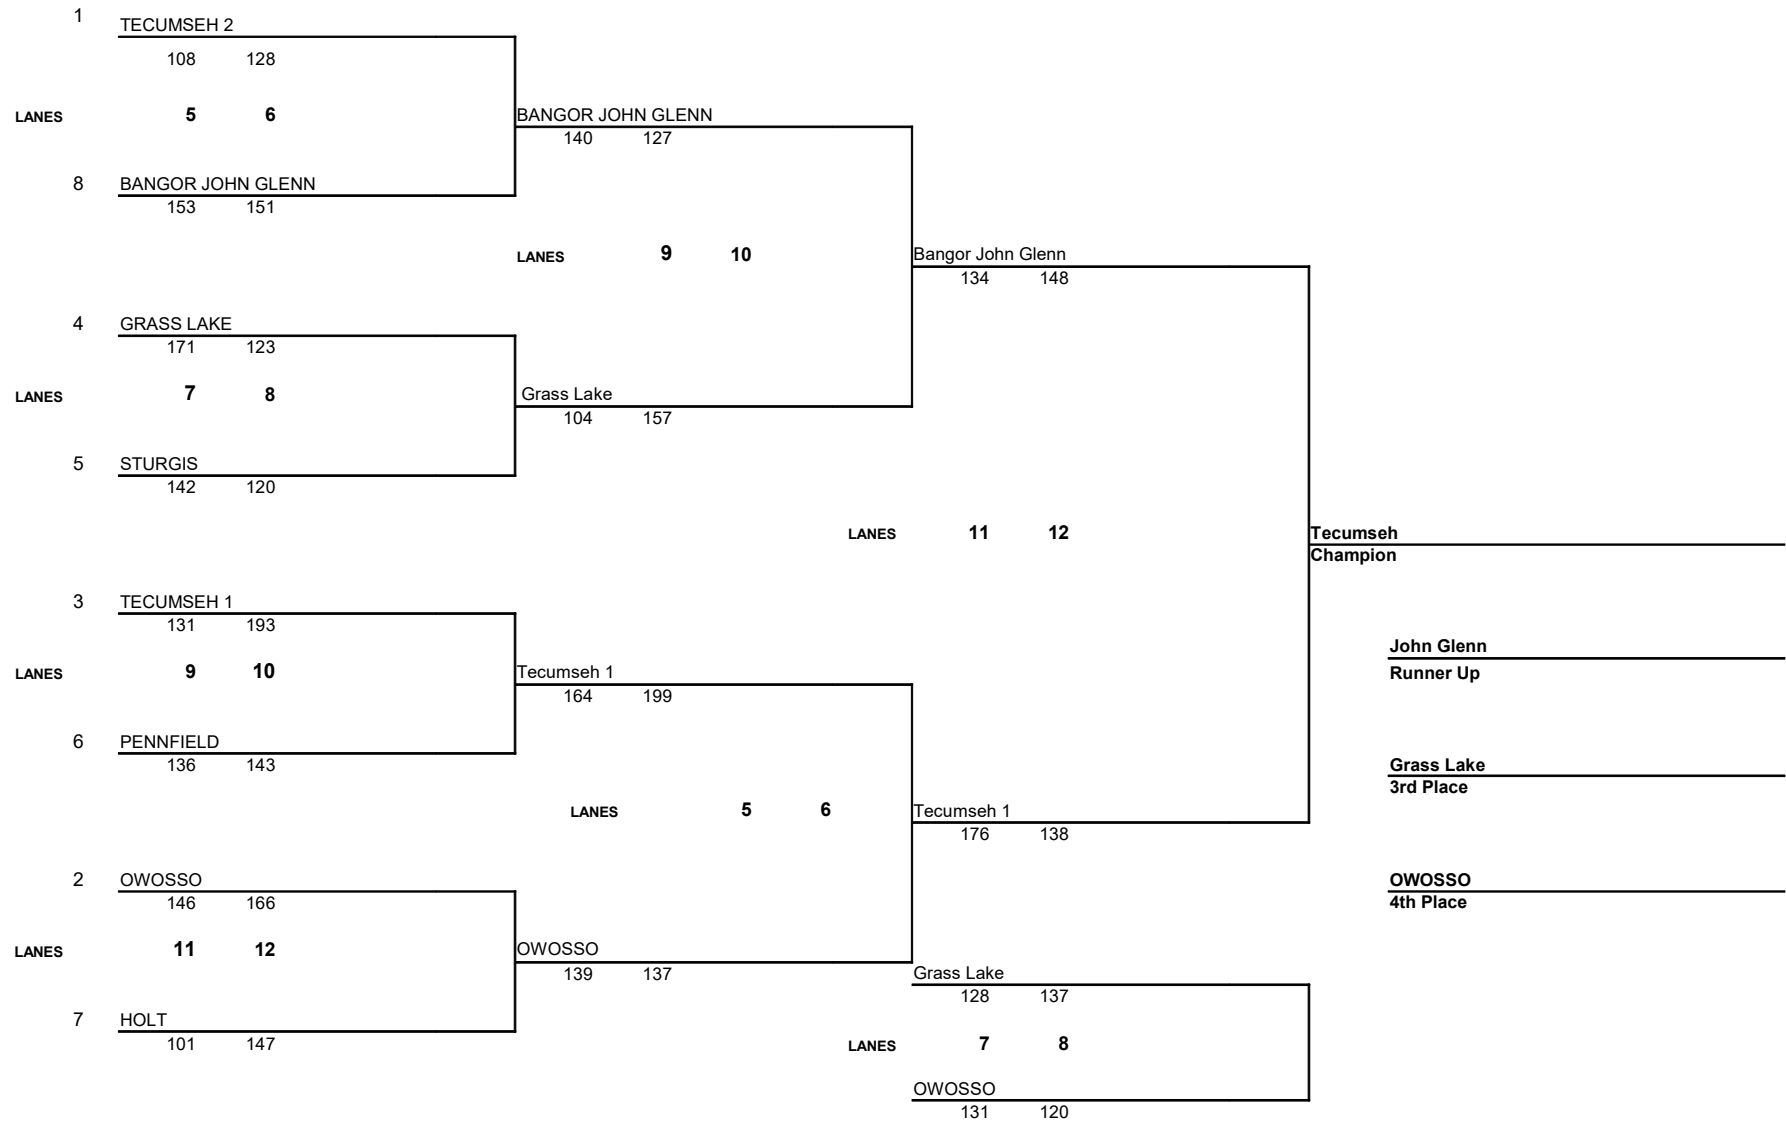 1
TECUMSEH 2
108 128
LANES 5 6
BANGOR JOHN GLENN
140 127
8 BANGOR JOHN GLENN
153 151
LANES 9 10
Bangor John Glenn
134 148
4 GRASS LAKE
171 123
LANES 7 8
Grass Lake
104 157
5 STURGIS
142 120
LANES 11 12
Tecumseh
Champion
3 TECUMSEH 1
131 193
John Glenn
Runner Up
LANES 9 10
Tecumseh 1
164 199
6 PENNFIELD
136 143
Grass Lake
3rd Place
LANES 5 6
Tecumseh 1
176 138
2 OWOSSO
146 166
OWOSSO
4th Place
LANES 11 12
OWOSSO
139 137
Grass Lake
128 137
7 HOLT
101 147
LANES 7 8
OWOSSO
131 120